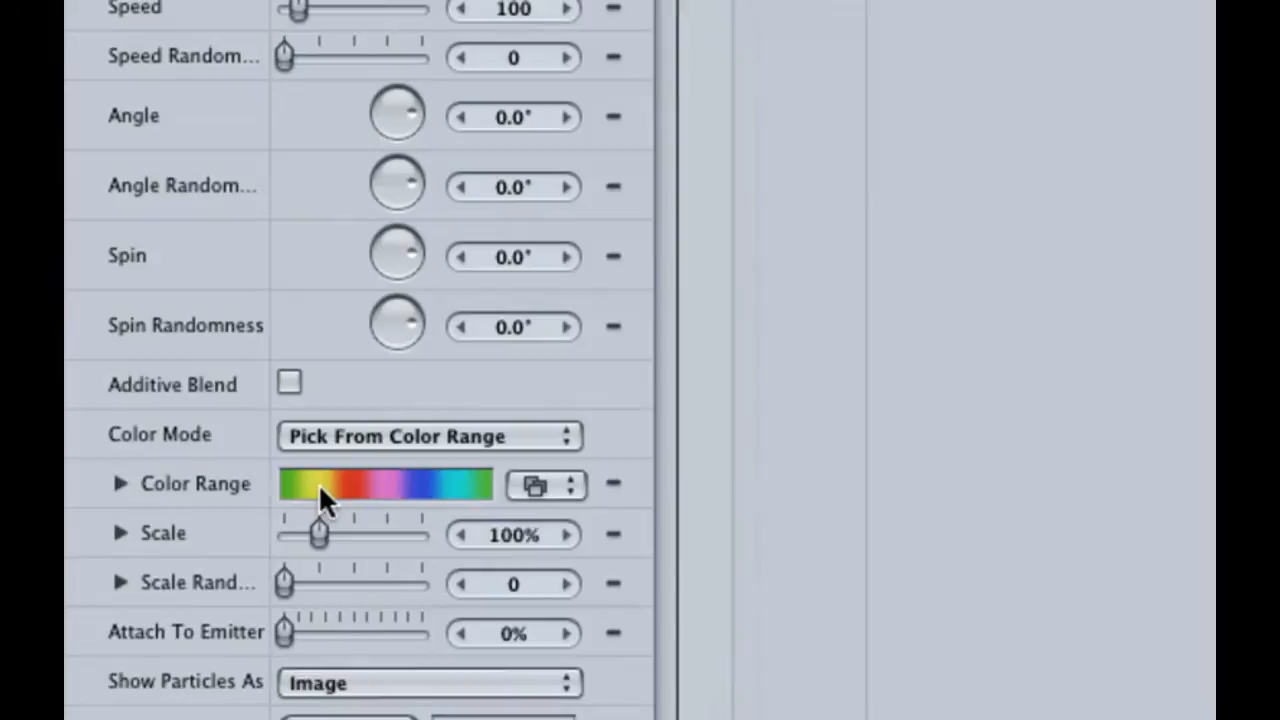 Speed 100
Speed Random... 0
Angle 0.0°
Angle Random... 0.0°
Spin 0.0°
Spin Randomness 0.0°
Additive Blend
Color Mode Pick From Color Range
Color Range
Scale 100%
Scale Rand... 0
Attach To Emitter 0%
Show Particles As Image